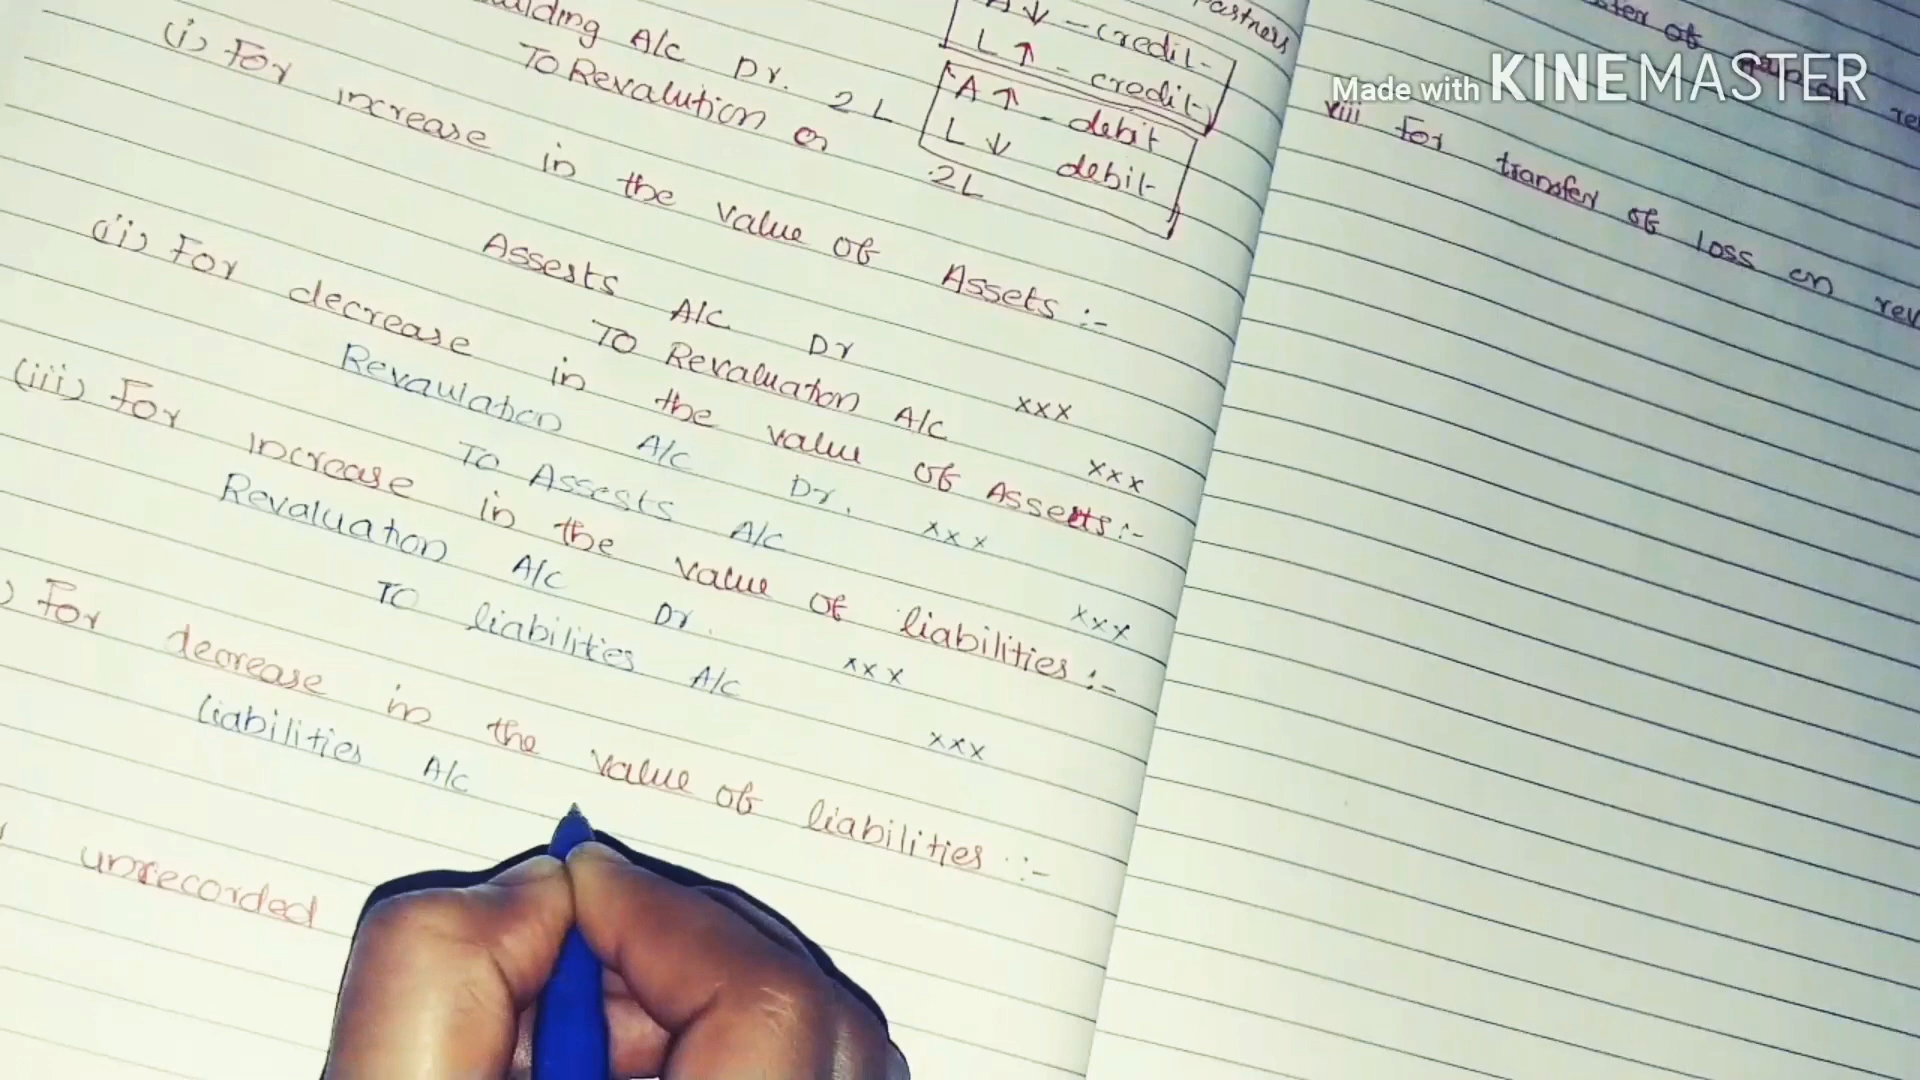 A/c Dr. 2L
To Revalution 2L
A ↓ - credit
L ↑ - credit
A ↑ - debit
L ↓ debit
Partners
(i) For increase in the value of Assets :-
Assests A/c Dr xxx
To Revaluation A/c xxx
(ii) For decrease in the value of Assets :-
Revaulation A/c Dr. xxx
To Assests A/c xxx
(iii) For increase in the value of liabilities :-
Revaluation A/c Dr. xxx
To liabilities A/c xxx
) For decrease in the value of liabilities :-
liabilities A/c
unrecorded
of
viii For transfer of loss on rev
Made with KINEMASTER